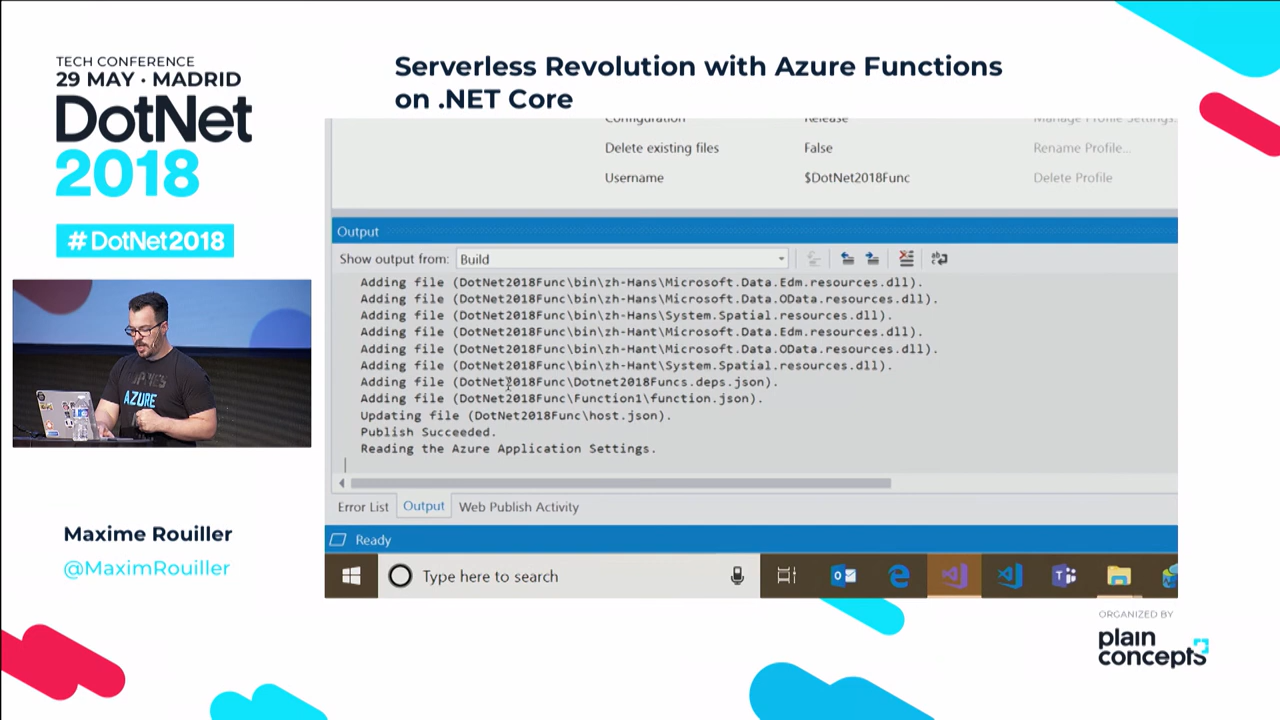 TECH CONFERENCE
29 MAY · MADRID
DotNet
2018
# DotNet2018
Serverless Revolution with Azure Functions
on .NET Core
Configuration Release Manage Profile Settings.
Delete existing files False Rename Profile...
Username $DotNet2018Func Delete Profile
Output
Show output from: Build
Adding file (DotNet2018Func\bin\zh-Hans\Microsoft.Data.Edm.resources.dll).
Adding file (DotNet2018Func\bin\zh-Hans\Microsoft.Data.OData.resources.dll).
Adding file (DotNet2018Func\bin\zh-Hans\System.Spatial.resources.dll).
Adding file (DotNet2018Func\bin\zh-Hant\Microsoft.Data.Edm.resources.dll).
Adding file (DotNet2018Func\bin\zh-Hant\Microsoft.Data.OData.resources.dll).
Adding file (DotNet2018Func\bin\zh-Hant\System.Spatial.resources.dll).
Adding file (DotNet2018Func\Dotnet2018Funcs.deps.json).
Adding file (DotNet2018Func\Function1\function.json).
Updating file (DotNet2018Func\host.json).
Publish Succeeded.
Reading the Azure Application Settings.
Error List Output Web Publish Activity
Ready
Type here to search
AZURE
Maxime Rouiller
@MaximRouiller
ORGANIZED BY
plain
concepts